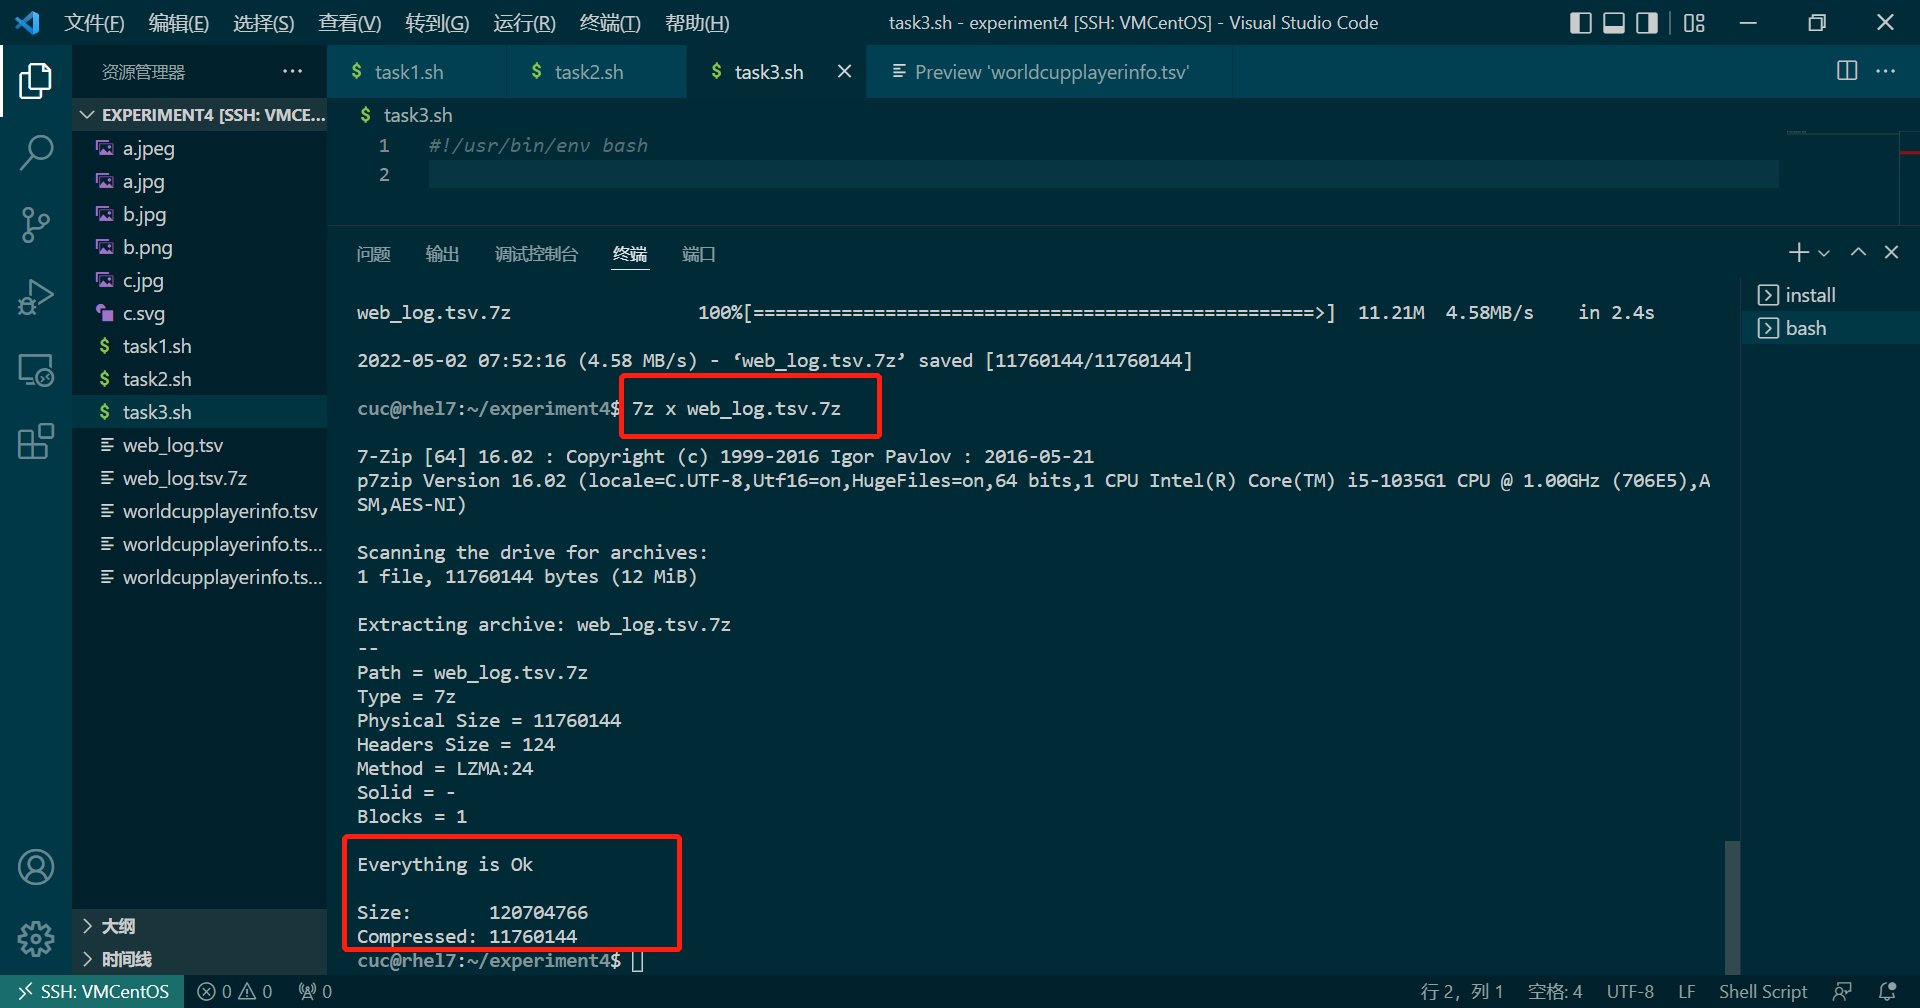 文件(F) 编辑(E) 选择(S) 查看(V) 转到(G) 运行(R) 终端(T) 帮助(H) task3.sh - experiment4 [SSH: VMCentOS] - Visual Studio Code
资源管理器 ···
task1.sh task2.sh task3.sh Preview 'worldcupplayerinfo.tsv'
EXPERIMENT4 [SSH: VMCE...
a.jpeg
a.jpg
b.jpg
b.png
c.jpg
c.svg
task1.sh
task2.sh
task3.sh
web_log.tsv
web_log.tsv.7z
worldcupplayerinfo.tsv
worldcupplayerinfo.ts...
worldcupplayerinfo.ts...
大纲
时间线
$ task3.sh
1 #!/usr/bin/env bash
2
问题 输出 调试控制台 终端 端口
install
bash
web_log.tsv.7z 100%[===================================================>] 11.21M 4.58MB/s in 2.4s
2022-05-02 07:52:16 (4.58 MB/s) - ‘web_log.tsv.7z’ saved [11760144/11760144]
cuc@rhel7:~/experiment4$ 7z x web_log.tsv.7z
7-Zip [64] 16.02 : Copyright (c) 1999-2016 Igor Pavlov : 2016-05-21
p7zip Version 16.02 (locale=C.UTF-8,Utf16=on,HugeFiles=on,64 bits,1 CPU Intel(R) Core(TM) i5-1035G1 CPU @ 1.00GHz (706E5),A
SM,AES-NI)
Scanning the drive for archives:
1 file, 11760144 bytes (12 MiB)
Extracting archive: web_log.tsv.7z
--
Path = web_log.tsv.7z
Type = 7z
Physical Size = 11760144
Headers Size = 124
Method = LZMA:24
Solid = -
Blocks = 1
Everything is Ok
Size: 120704766
Compressed: 11760144
cuc@rhel7:~/experiment4$
SSH: VMCentOS 0 0 0 行 2，列 1 空格: 4 UTF-8 LF Shell Script